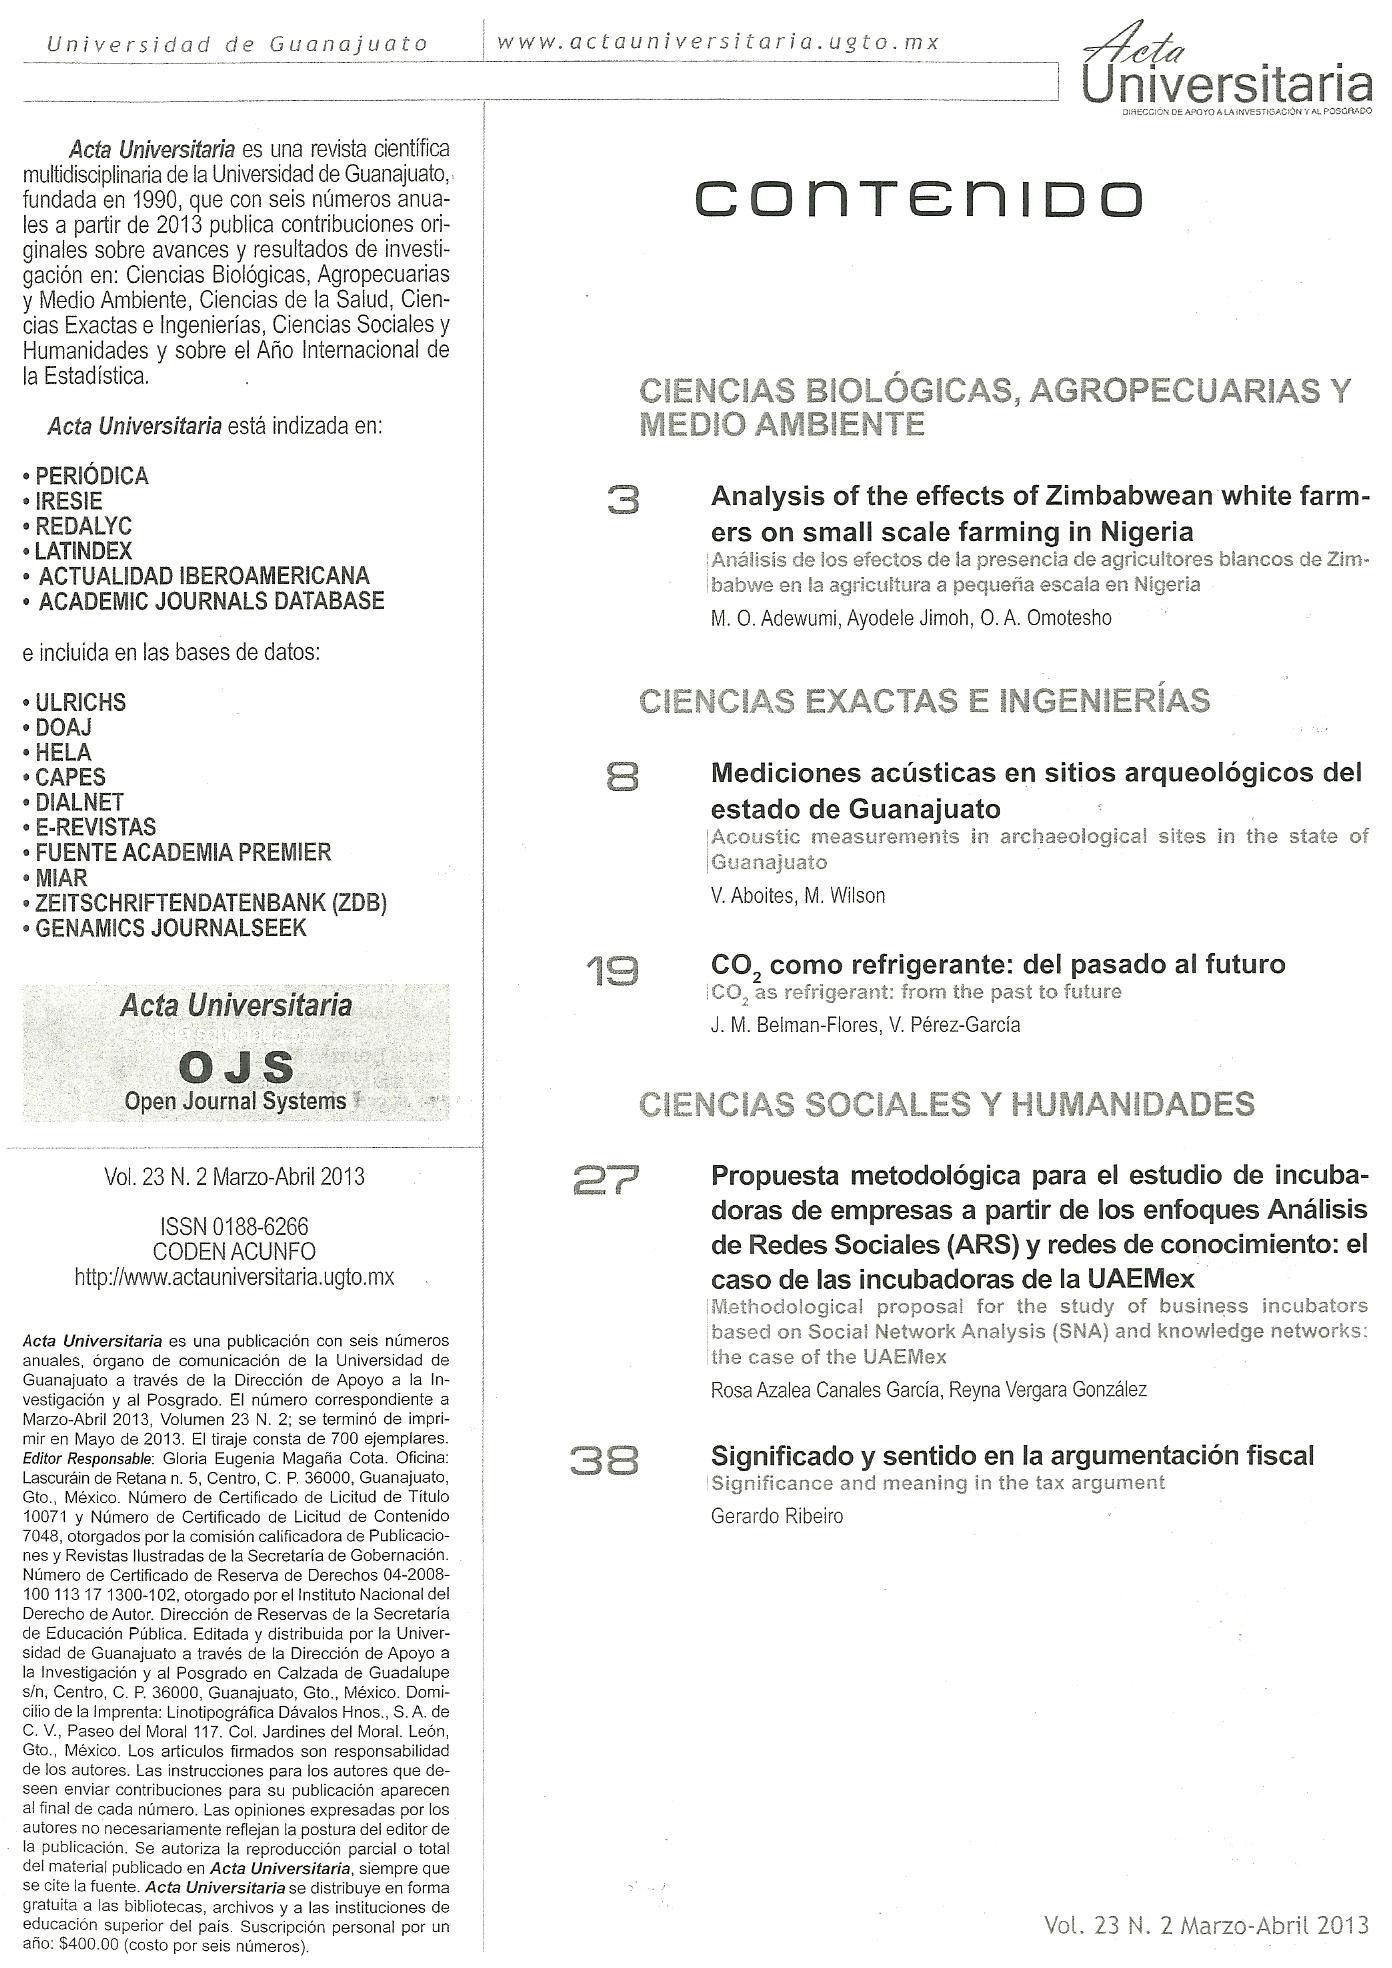 Universidad de Guanajuato
www.actauniversitaria.ugto.mx
Acta
Universitaria
DIRECCIÓN DE APOYO A LA INVESTIGACIÓN Y AL POSGRADO
Acta Universitaria es una revista científica
multidisciplinaria de la Universidad de Guanajuato,
fundada en 1990, que con seis números anua-
les a partir de 2013 publica contribuciones ori-
ginales sobre avances y resultados de investi-
gación en: Ciencias Biológicas, Agropecuarias
y Medio Ambiente, Ciencias de la Salud, Cien-
cias Exactas e Ingenierías, Ciencias Sociales y
Humanidades y sobre el Año Internacional de
la Estadística.
Acta Universitaria está indizada en:
• PERIÓDICA
• IRESIE
• REDALYC
• LATINDEX
• ACTUALIDAD IBEROAMERICANA
• ACADEMIC JOURNALS DATABASE
e incluida en las bases de datos:
• ULRICHS
• DOAJ
• HELA
• CAPES
• DIALNET
• E-REVISTAS
• FUENTE ACADEMIA PREMIER
• MIAR
• ZEITSCHRIFTENDATENBANK (ZDB)
• GENAMICS JOURNALSEEK
Acta Universitaria
OJS
Open Journal Systems
Vol. 23 N. 2 Marzo-Abril 2013
ISSN 0188-6266
CODEN ACUNFO
http://www.actauniversitaria.ugto.mx
Acta Universitaria es una publicación con seis números
anuales, órgano de comunicación de la Universidad de
Guanajuato a través de la Dirección de Apoyo a la In-
vestigación y al Posgrado. El número correspondiente a
Marzo-Abril 2013, Volumen 23 N. 2; se terminó de impri-
mir en Mayo de 2013. El tiraje consta de 700 ejemplares.
Editor Responsable: Gloria Eugenia Magaña Cota. Oficina:
Lascuráin de Retana n. 5, Centro, C. P. 36000, Guanajuato,
Gto., México. Número de Certificado de Licitud de Título
10071 y Número de Certificado de Licitud de Contenido
7048, otorgados por la comisión calificadora de Publicacio-
nes y Revistas Ilustradas de la Secretaría de Gobernación.
Número de Certificado de Reserva de Derechos 04-2008-
100 113 17 1300-102, otorgado por el Instituto Nacional del
Derecho de Autor. Dirección de Reservas de la Secretaría
de Educación Pública. Editada y distribuida por la Univer-
sidad de Guanajuato a través de la Dirección de Apoyo a
la Investigación y al Posgrado en Calzada de Guadalupe
s/n, Centro, C. P. 36000, Guanajuato, Gto., México. Domi-
cilio de la Imprenta: Linotipográfica Dávalos Hnos., S. A. de
C. V., Paseo del Moral 117. Col. Jardines del Moral. León,
Gto., México. Los artículos firmados son responsabilidad
de los autores. Las instrucciones para los autores que de-
seen enviar contribuciones para su publicación aparecen
al final de cada número. Las opiniones expresadas por los
autores no necesariamente reflejan la postura del editor de
la publicación. Se autoriza la reproducción parcial o total
del material publicado en Acta Universitaria, siempre que
se cite la fuente. Acta Universitaria se distribuye en forma
gratuita a las bibliotecas, archivos y a las instituciones de
educación superior del país. Suscripción personal por un
año: $400.00 (costo por seis números).
CONTENIDO
CIENCIAS BIOLÓGICAS, AGROPECUARIAS Y
MEDIO AMBIENTE
3 Analysis of the effects of Zimbabwean white farm-
ers on small scale farming in Nigeria
Análisis de los efectos de la presencia de agricultores blancos de Zim-
babwe en la agricultura a pequeña escala en Nigeria
M. O. Adewumi, Ayodele Jimoh, O. A. Omotesho
CIENCIAS EXACTAS E INGENIERÍAS
8 Mediciones acústicas en sitios arqueológicos del
estado de Guanajuato
Acoustic measurements in archaeological sites in the state of
Guanajuato
V. Aboites, M. Wilson
19 CO2 como refrigerante: del pasado al futuro
CO2 as refrigerant: from the past to future
J. M. Belman-Flores, V. Pérez-García
CIENCIAS SOCIALES Y HUMANIDADES
27 Propuesta metodológica para el estudio de incuba-
doras de empresas a partir de los enfoques Análisis
de Redes Sociales (ARS) y redes de conocimiento: el
caso de las incubadoras de la UAEMex
Methodological proposal for the study of business incubators
based on Social Network Analysis (SNA) and knowledge networks:
the case of the UAEMex
Rosa Azalea Canales García, Reyna Vergara González
38 Significado y sentido en la argumentación fiscal
Significance and meaning in the tax argument
Gerardo Ribeiro
Vol. 23 N. 2 Marzo-Abril 2013